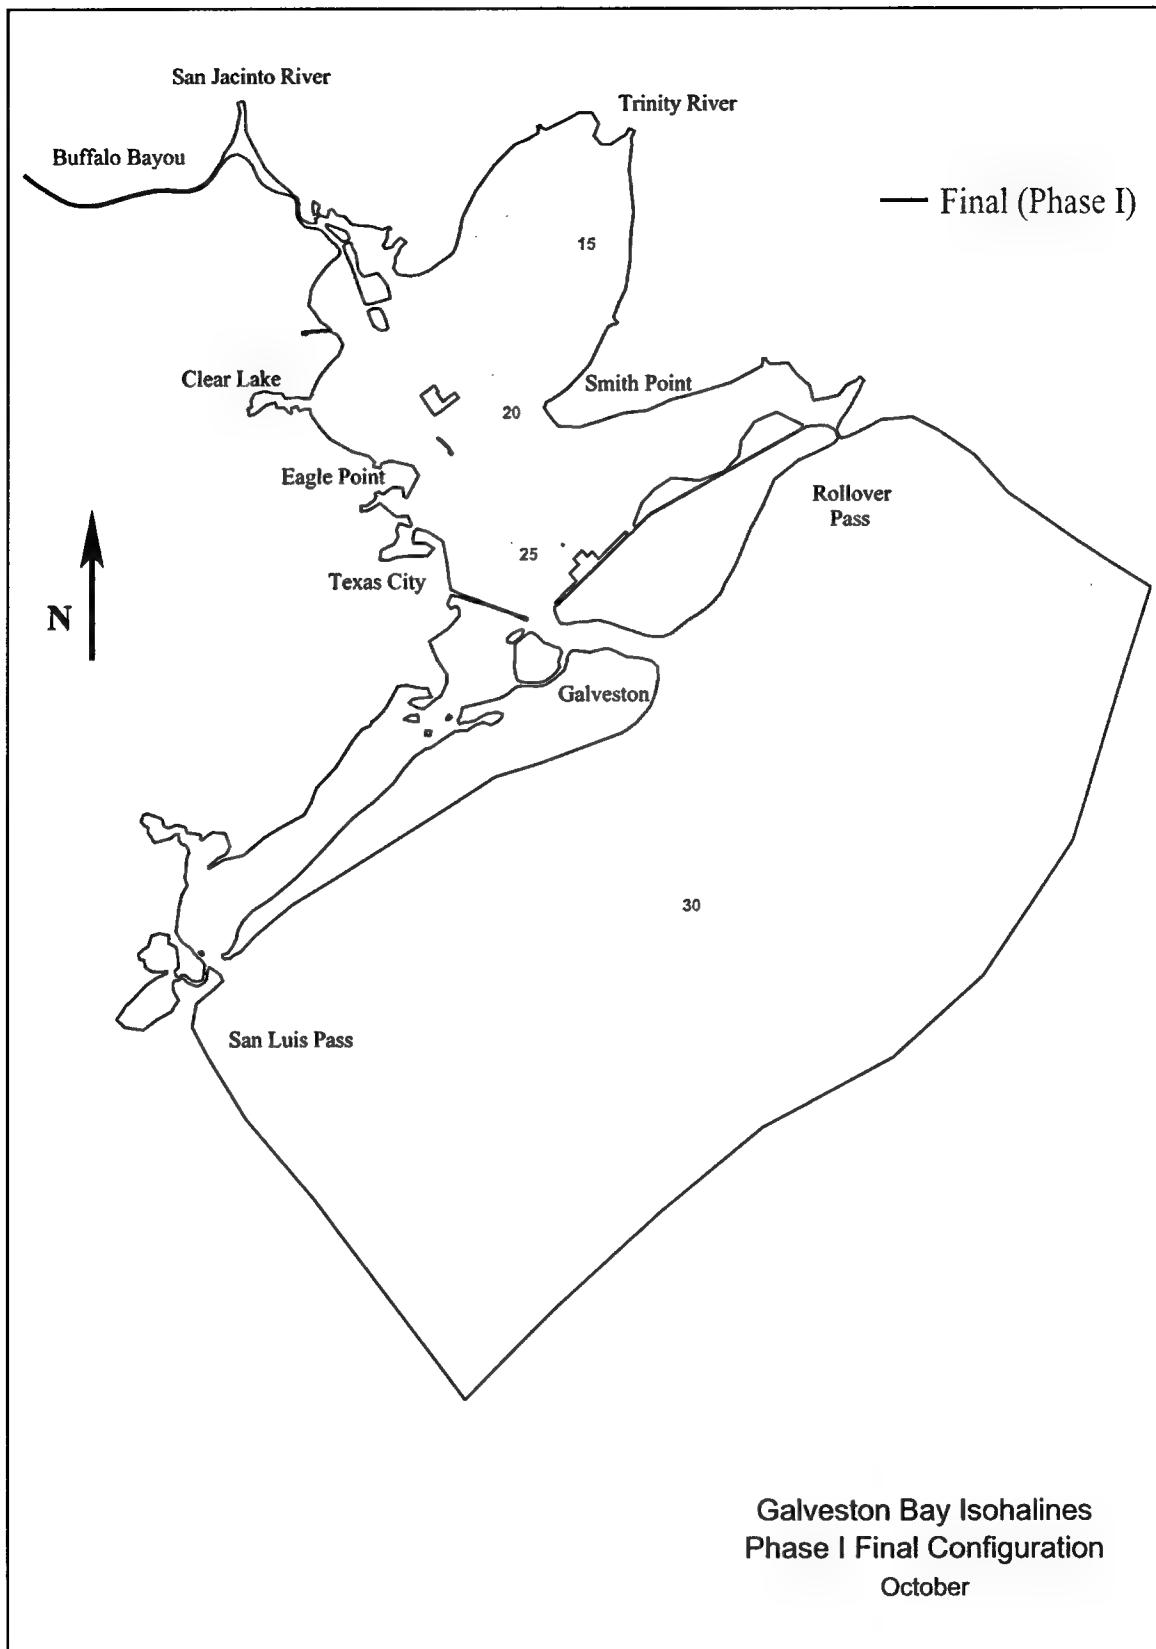 San Jacinto River
Trinity River
Buffalo Bayou
Final (Phase I)
15
Clear Lake
Smith Point
20
Eagle Point
Rollover
Pass
25
Texas City
N
Galveston
30
San Luis Pass
Galveston Bay Isohalines
Phase I Final Configuration
October